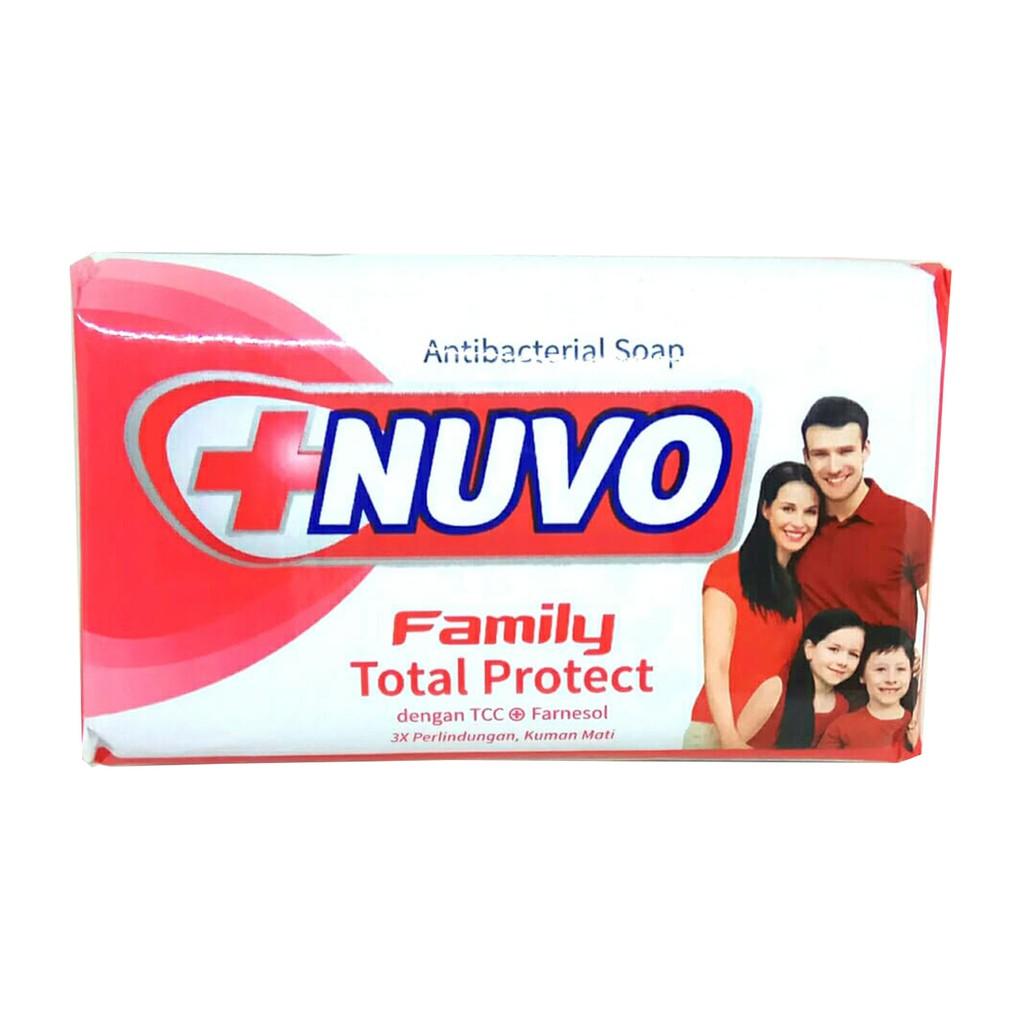 Antibacterial Soap
NUVO
Family
Total Protect
dengan TCC + Farnesol
3X Perlindungan, Kuman Mati